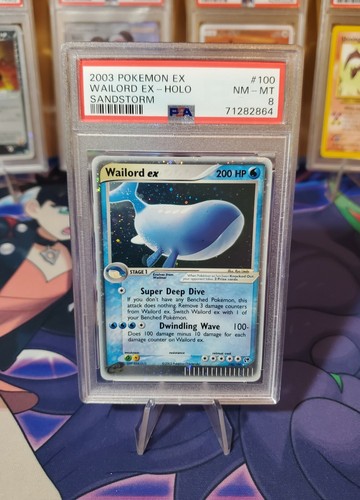 2003 POKEMON EX #100
WAILORD EX - HOLO NM - MT
SANDSTORM 8
PSA 71282864
Wailord ex 200 HP
STAGE 1
Super Deep Dive
If you don't have any Benched Pokémon, this
attack does nothing. Remove 3 damage counters
from Wailord ex. Switch Wailord ex with 1 of
your Benched Pokémon.
Dwindling Wave 100-
Does 100 damage minus 10 damage for each
damage counter on Wailord ex.